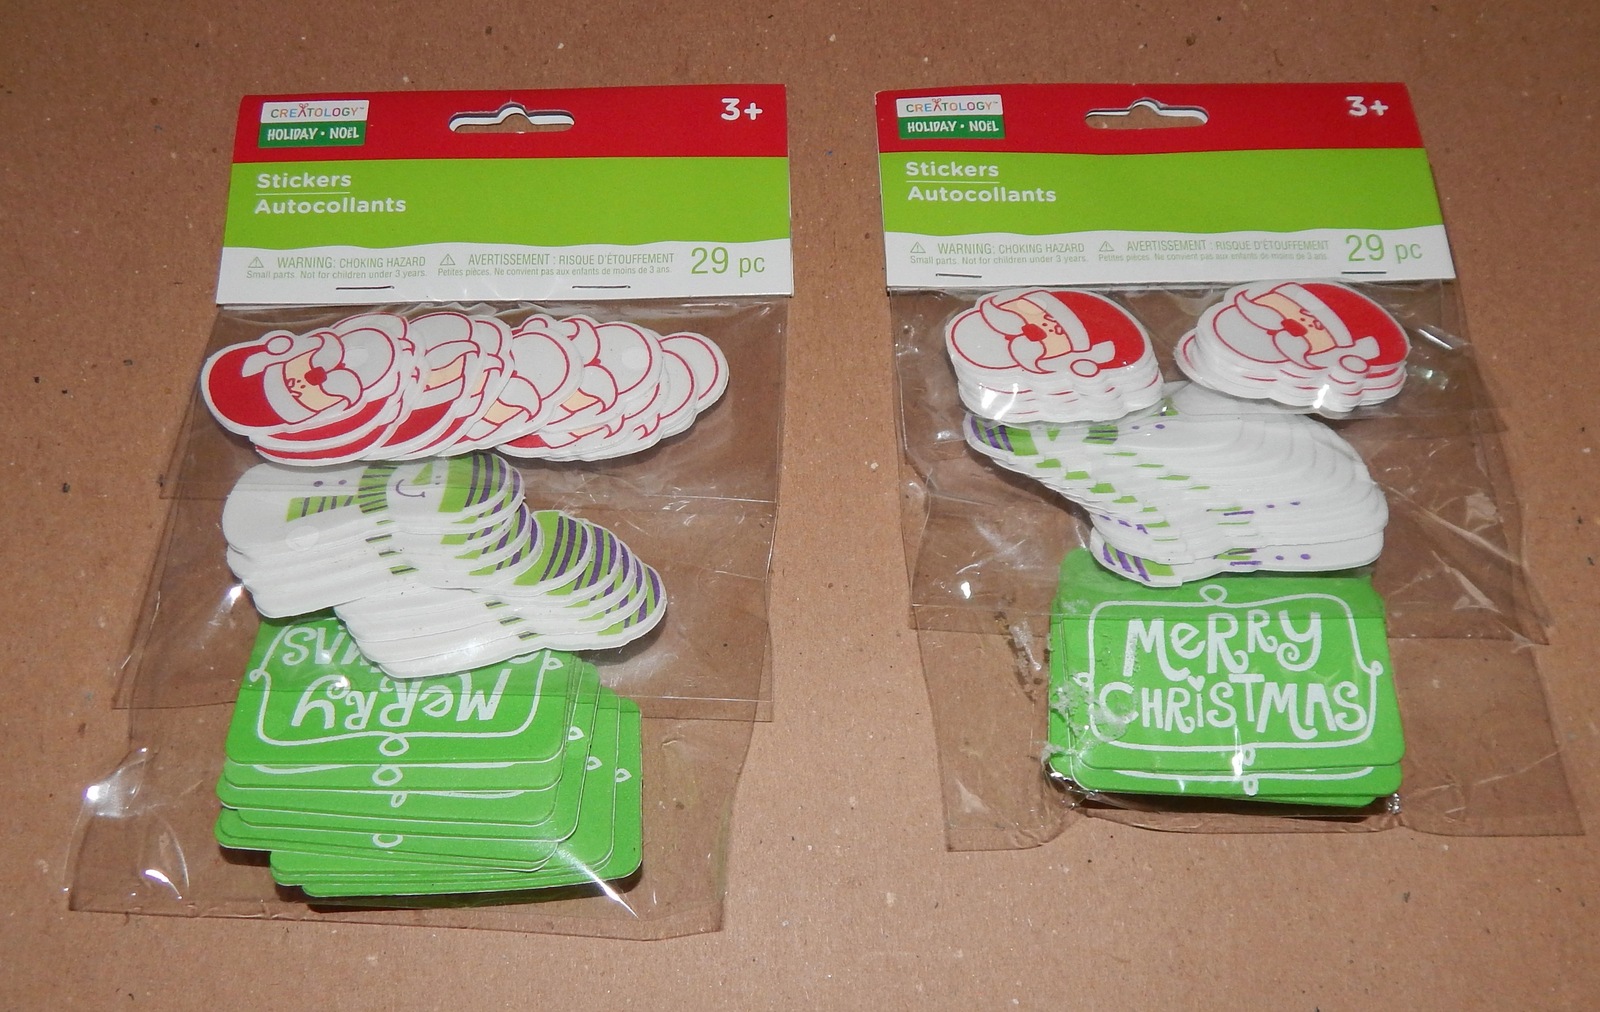 CREATOLOGY™
HOLIDAY • NOËL
3+
Stickers
Autocollants
WARNING: CHOKING HAZARD
Small parts. Not for children under 3 years.
AVERTISSEMENT : RISQUE D'ÉTOUFFEMENT
Petites pièces. Ne convient pas aux enfants de moins de 3 ans.
29 pc
MeRRY
CHRiSTMAS
CREATOLOGY™
HOLIDAY • NOËL
3+
Stickers
Autocollants
WARNING: CHOKING HAZARD
Small parts. Not for children under 3 years.
AVERTISSEMENT : RISQUE D'ÉTOUFFEMENT
Petites pièces. Ne convient pas aux enfants de moins de 3 ans.
29 pc
MeRRY
CHRiSTMAS